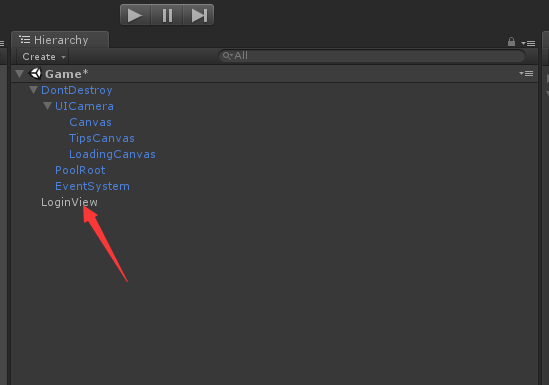 Hierarchy
Create
All
Game*
DontDestroy
UICamera
Canvas
TipsCanvas
LoadingCanvas
PoolRoot
EventSystem
LoginView